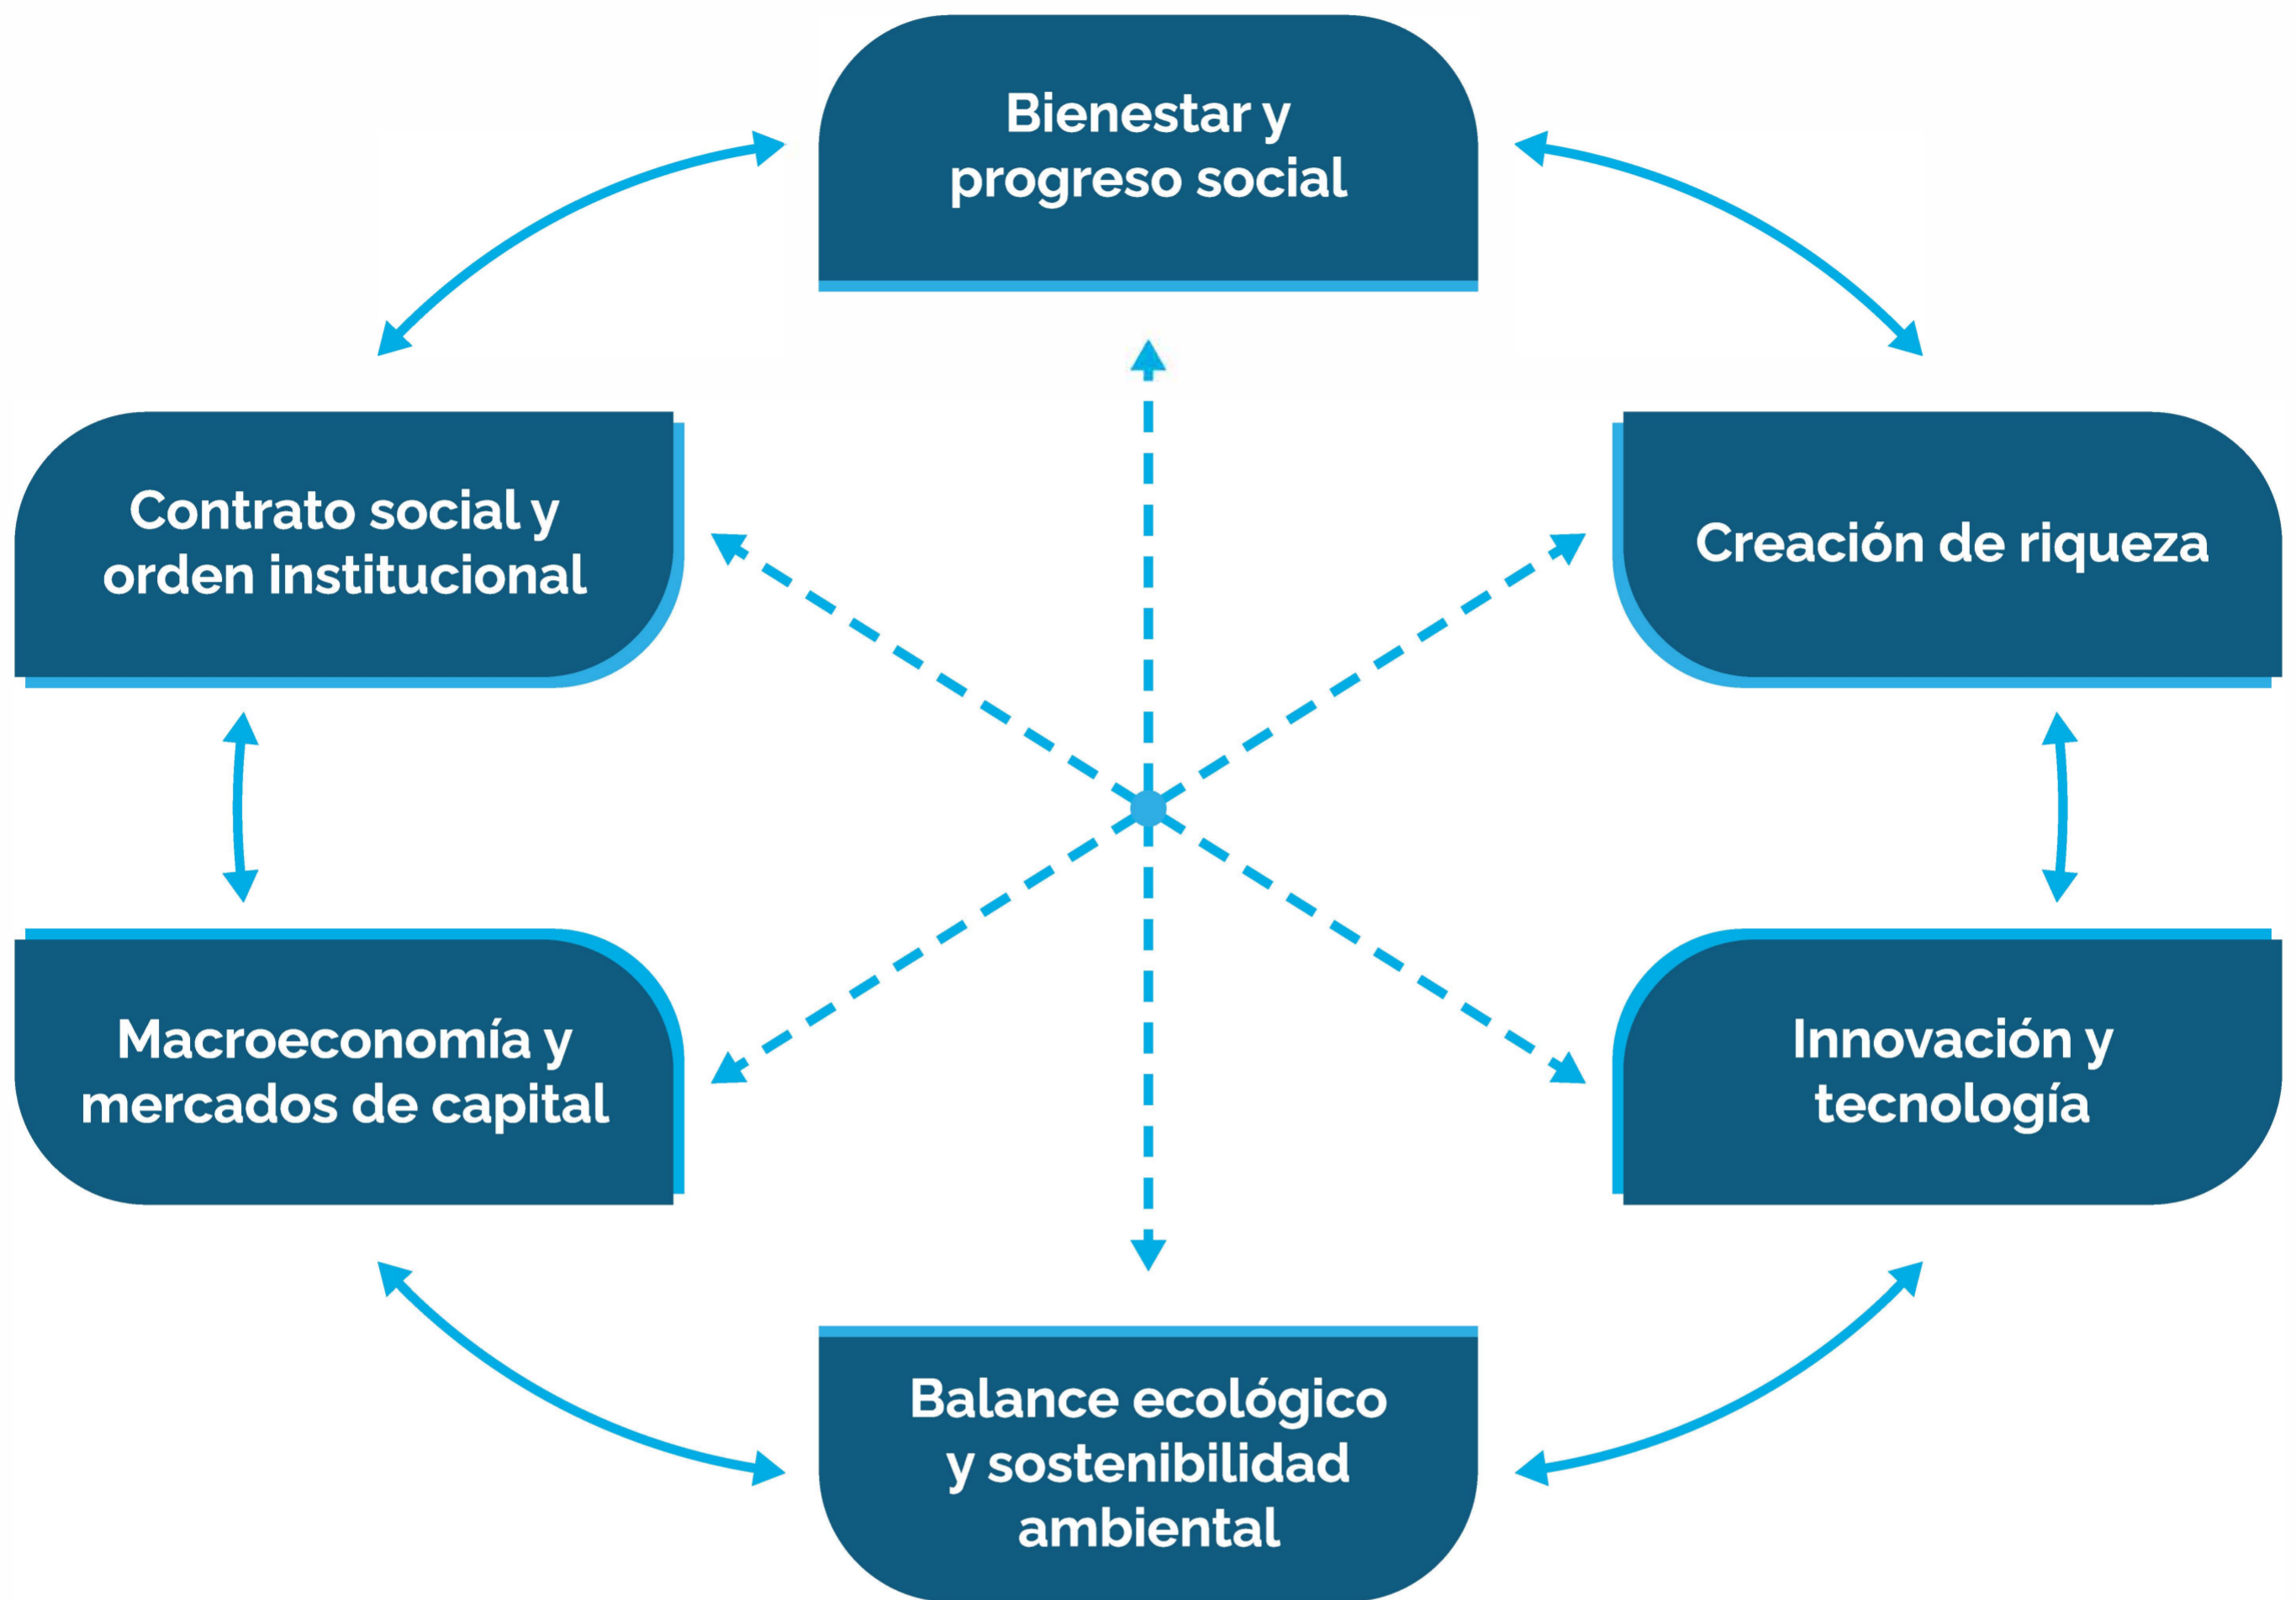 Bienestar y
progreso social
Contrato social y
orden institucional
Creación de riqueza
Macroeconomía y
mercados de capital
Innovación y
tecnología
Balance ecológico
y sostenibilidad
ambiental